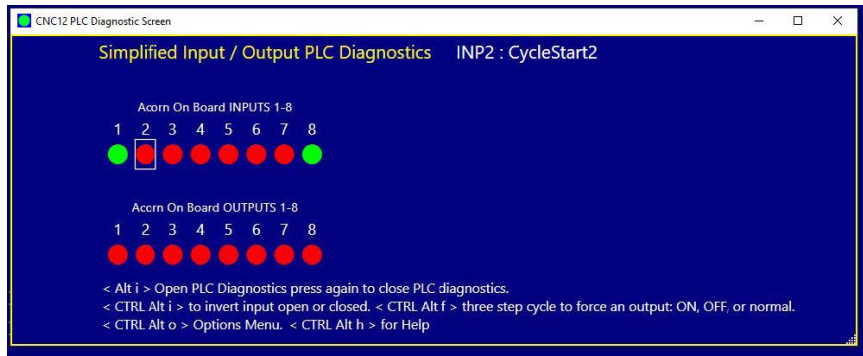 CNC12 PLC Diagnostic Screen
Simplified Input / Output PLC Diagnostics INP2 : CycleStart2
Acorn On Board INPUTS 1-8
1 2 3 4 5 6 7 8
Acorn On Board OUTPUTS 1-8
1 2 3 4 5 6 7 8
< Alt i > Open PLC Diagnostics press again to close PLC diagnostics.
< CTRL Alt i > to invert input open or closed. < CTRL Alt f > three step cycle to force an output: ON, OFF, or normal.
< CTRL Alt o > Options Menu. < CTRL Alt h > for Help